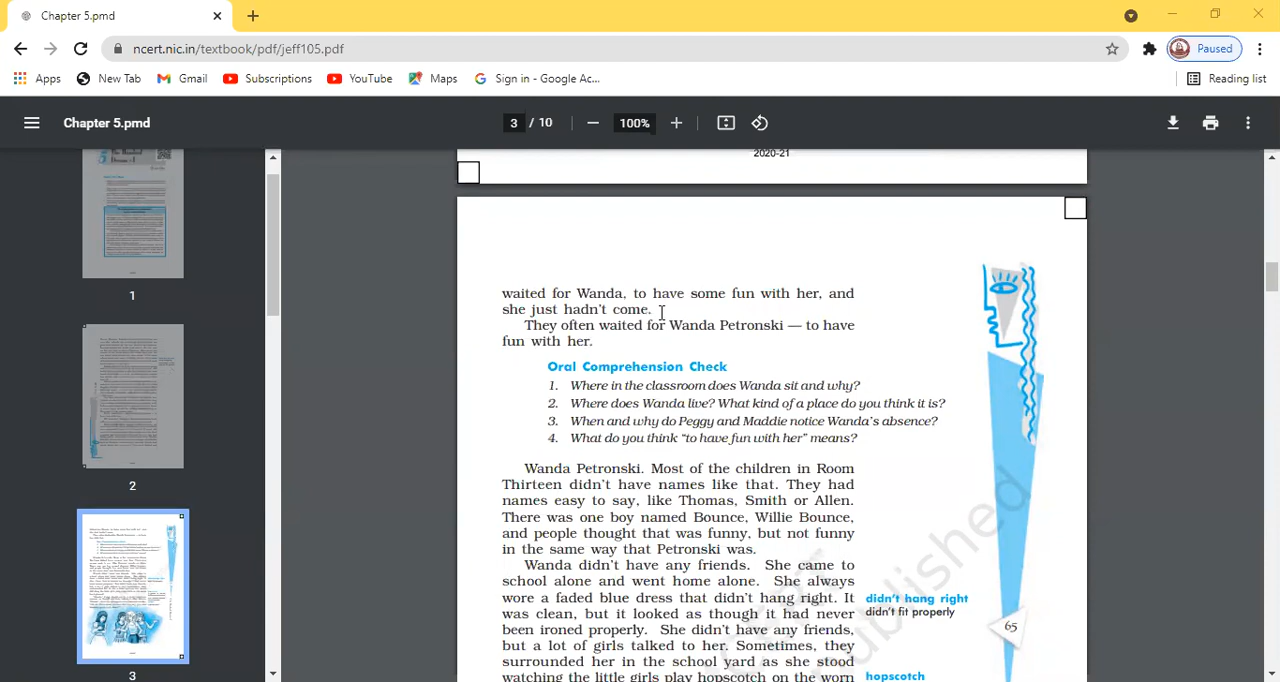 Chapter 5.pmd
ncert.nic.in/textbook/pdf/jeff105.pdf
Paused
Apps
New Tab
Gmail
Subscriptions
YouTube
Maps
Sign in - Google Ac...
Reading list
Chapter 5.pmd
3 / 10
100%
1
2
3
2020-21
waited for Wanda, to have some fun with her, and
she just hadn't come.
They often waited for Wanda Petronski — to have
fun with her.
Oral Comprehension Check
1. Where in the classroom does Wanda sit and why?
2. Where does Wanda live? What kind of a place do you think it is?
3. When and why do Peggy and Maddie notice Wanda's absence?
4. What do you think “to have fun with her” means?
Wanda Petronski. Most of the children in Room
Thirteen didn't have names like that. They had
names easy to say, like Thomas, Smith or Allen.
There was one boy named Bounce, Willie Bounce,
and people thought that was funny, but not funny
in the same way that Petronski was.
Wanda didn't have any friends. She came to
school alone and went home alone. She always
wore a faded blue dress that didn't hang right. It
was clean, but it looked as though it had never
been ironed properly. She didn't have any friends,
but a lot of girls talked to her. Sometimes, they
surrounded her in the school yard as she stood
watching the little girls play hopscotch on the worn
didn't hang right
didn't fit properly
65
hopscotch